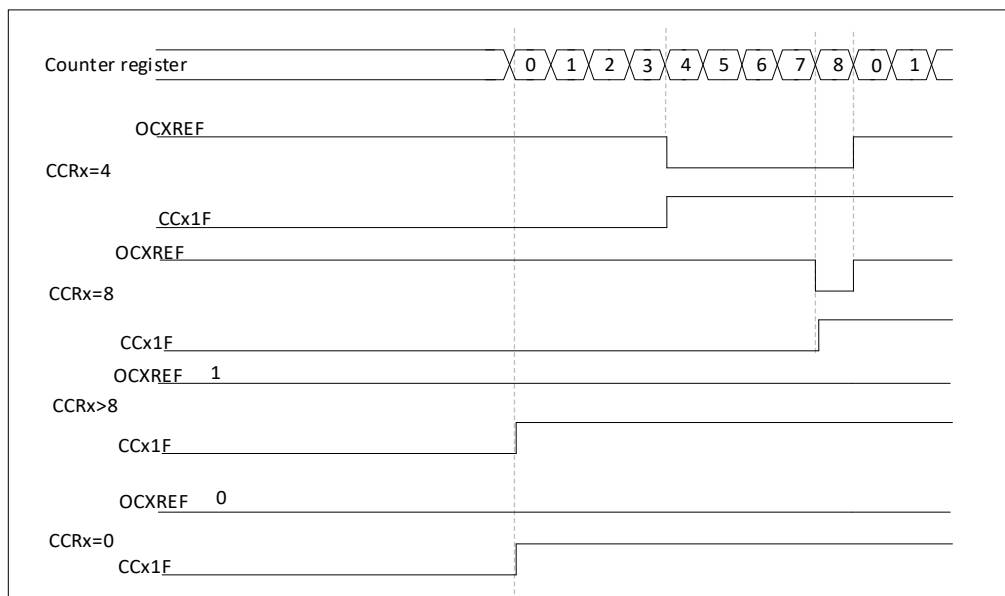 Counter register 0 1 2 3 4 5 6 7 8 0 1
OCXREF
CCRx=4
CCx1F
OCXREF
CCRx=8
CCx1F
OCXREF 1
CCRx>8
CCx1F
OCXREF 0
CCRx=0
CCx1F